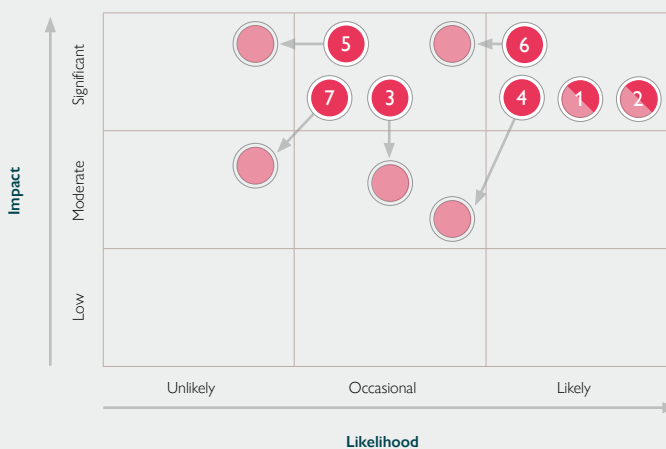 Impact
Significant
Moderate
Low
5
6
7
3
4
1
2
Unlikely
Occasional
Likely
Likelihood